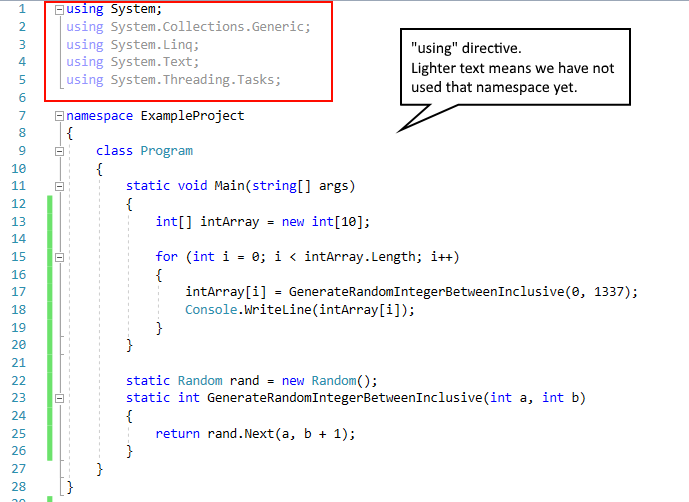 1 using System;
2 using System.Collections.Generic;
3 using System.Linq;
4 using System.Text;
5 using System.Threading.Tasks;
6
7 namespace ExampleProject
8 {
9 class Program
10 {
11 static void Main(string[] args)
12 {
13 int[] intArray = new int[10];
14
15 for (int i = 0; i < intArray.Length; i++)
16 {
17 intArray[i] = GenerateRandomIntegerBetweenInclusive(0, 1337);
18 Console.WriteLine(intArray[i]);
19 }
20 }
21
22 static Random rand = new Random();
23 static int GenerateRandomIntegerBetweenInclusive(int a, int b)
24 {
25 return rand.Next(a, b + 1);
26 }
27 }
28 }
"using" directive.
Lighter text means we have not
used that namespace yet.